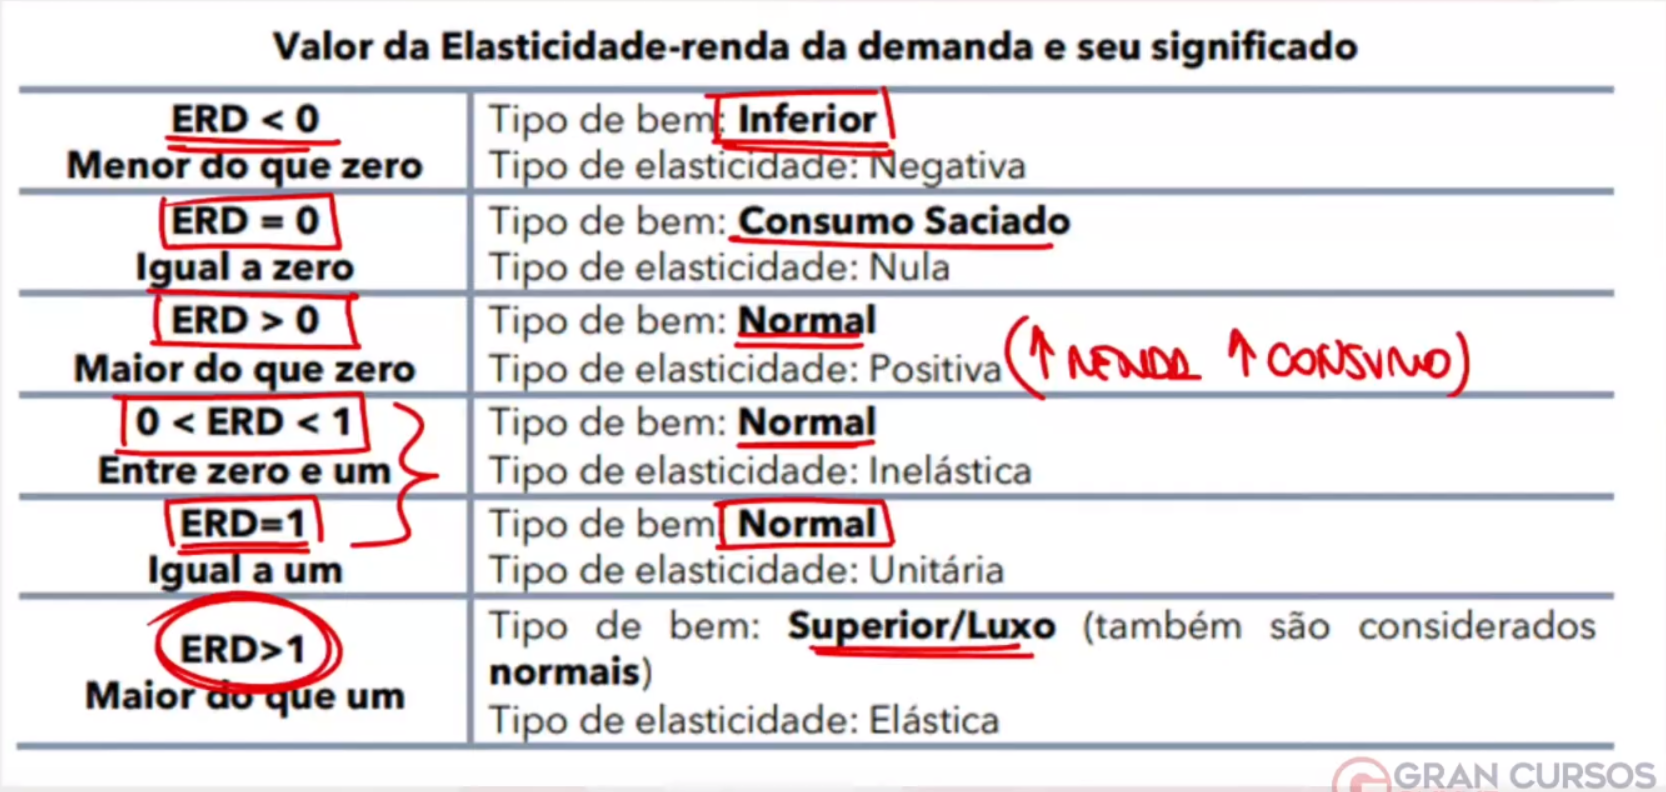 Valor da Elasticidade-renda da demanda e seu significado
ERD < 0
Menor do que zero
Tipo de bem: Inferior
Tipo de elasticidade: Negativa
ERD = 0
Igual a zero
Tipo de bem: Consumo Saciado
Tipo de elasticidade: Nula
ERD > 0
Maior do que zero
Tipo de bem: Normal
Tipo de elasticidade: Positiva (↑ RENDA ↑ CONSUMO)
0 < ERD < 1
Entre zero e um
Tipo de bem: Normal
Tipo de elasticidade: Inelástica
ERD=1
Igual a um
Tipo de bem: Normal
Tipo de elasticidade: Unitária
ERD>1
Maior do que um
Tipo de bem: Superior/Luxo (também são considerados
normais)
Tipo de elasticidade: Elástica
GRAN CURSOS